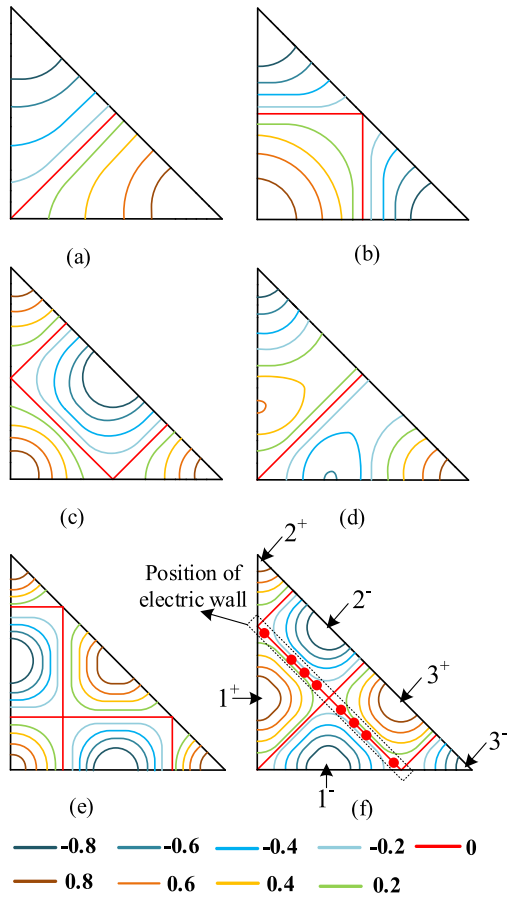 (a)
(b)
(c)
(d)
Position of
electric wall
2⁺
2⁻
3⁺
3⁻
1⁺
1⁻
(e)
(f)
-0.8 -0.6 -0.4 -0.2 0
0.8 0.6 0.4 0.2